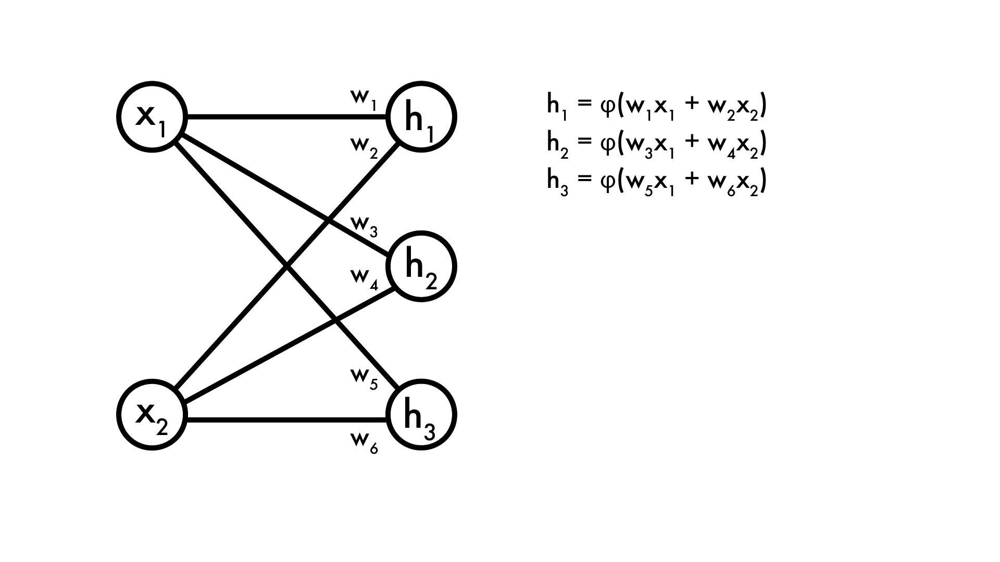 x₁
w₁
h₁
w₂
w₃
h₂
w₄
w₅
x₂
h₃
w₆
h₁ = φ(w₁x₁ + w₂x₂)
h₂ = φ(w₃x₁ + w₄x₂)
h₃ = φ(w₅x₁ + w₆x₂)